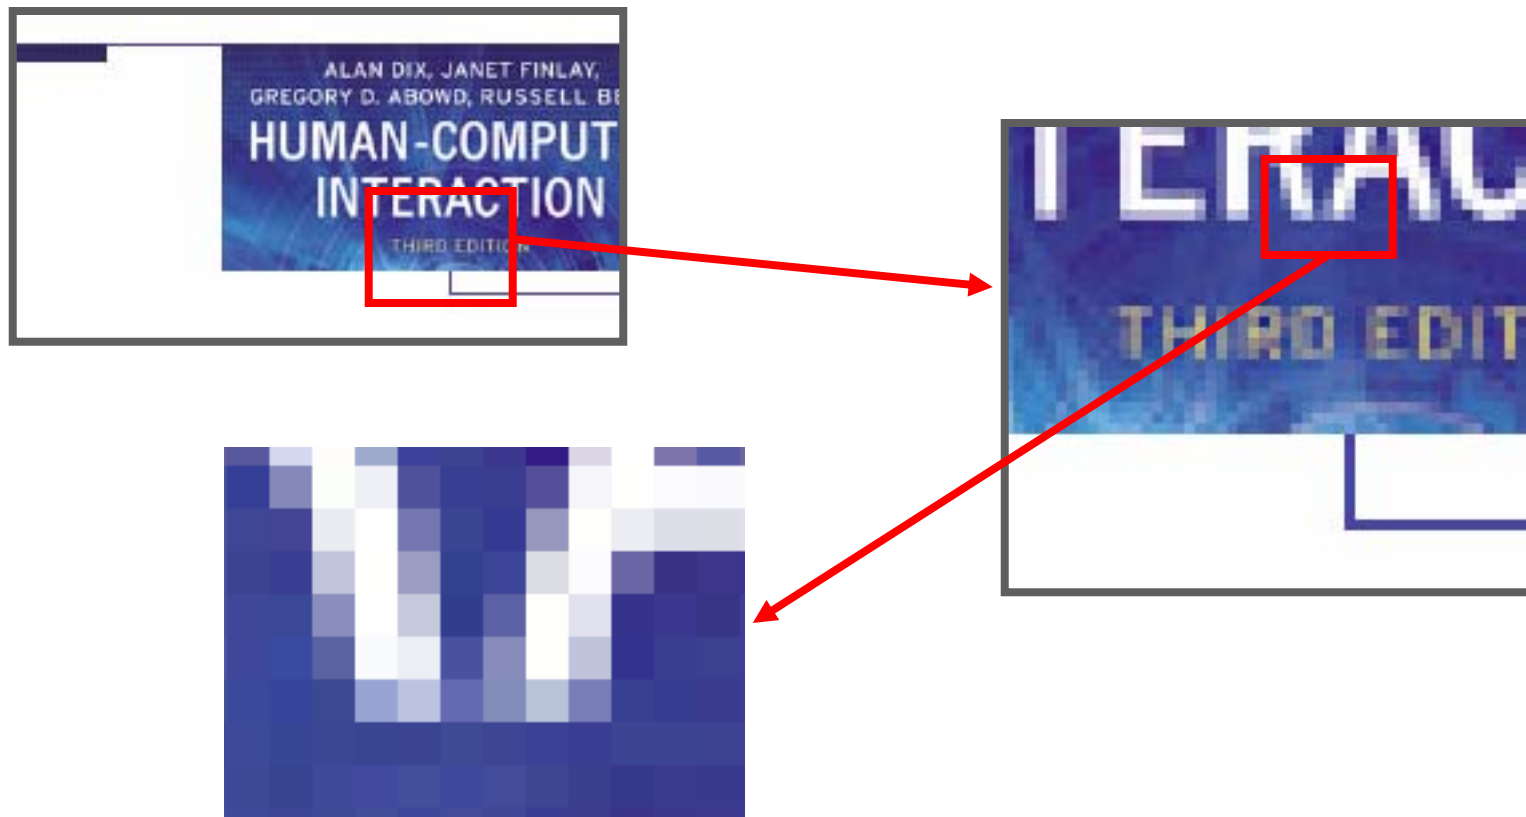 ALAN DIX, JANET FINLAY,
GREGORY D. ABOWD, RUSSELL BE
HUMAN-COMPUT
INTERACTION
THIRD EDITION
TERAC
THIRD EDIT